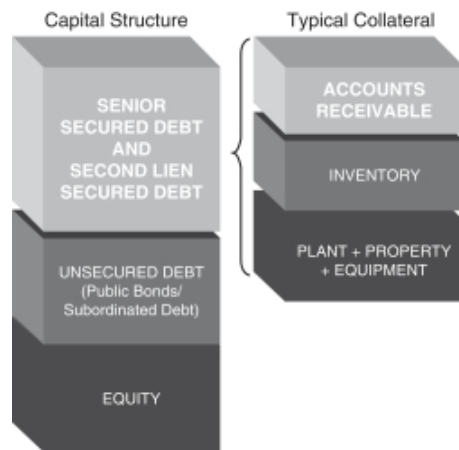 Capital Structure
SENIOR
SECURED DEBT
AND
SECOND LIEN
SECURED DEBT
UNSECURED DEBT
(Public Bonds/
Subordinated Debt)
EQUITY
Typical Collateral
ACCOUNTS
RECEIVABLE
INVENTORY
PLANT + PROPERTY
+ EQUIPMENT